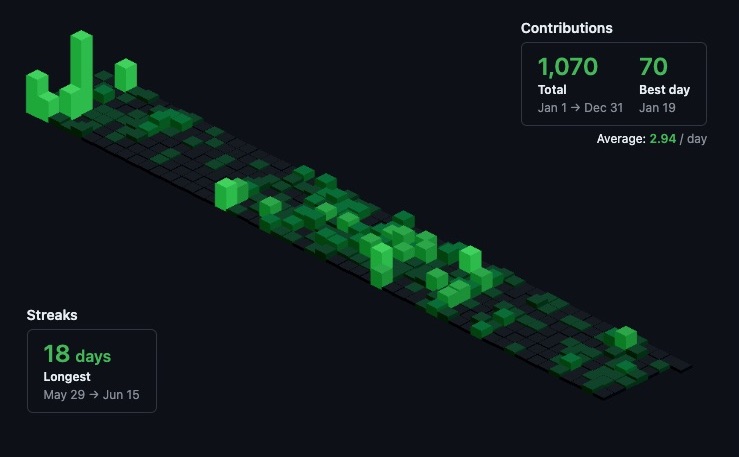 Contributions
1,070 70
Total Best day
Jan 1 → Dec 31 Jan 19
Average: 2.94 / day
Streaks
18 days
Longest
May 29 → Jun 15